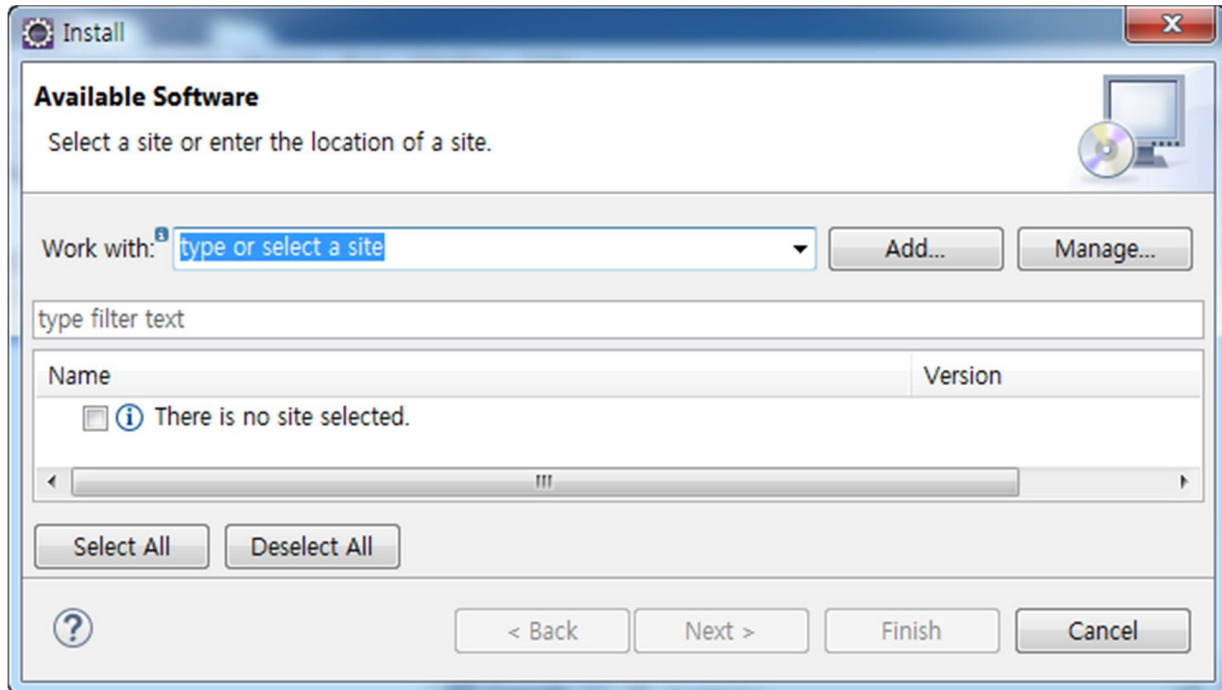 Install
Available Software
Select a site or enter the location of a site.
Work with: type or select a site Add... Manage...
type filter text
Name Version
There is no site selected.
Select All Deselect All
< Back Next > Finish Cancel